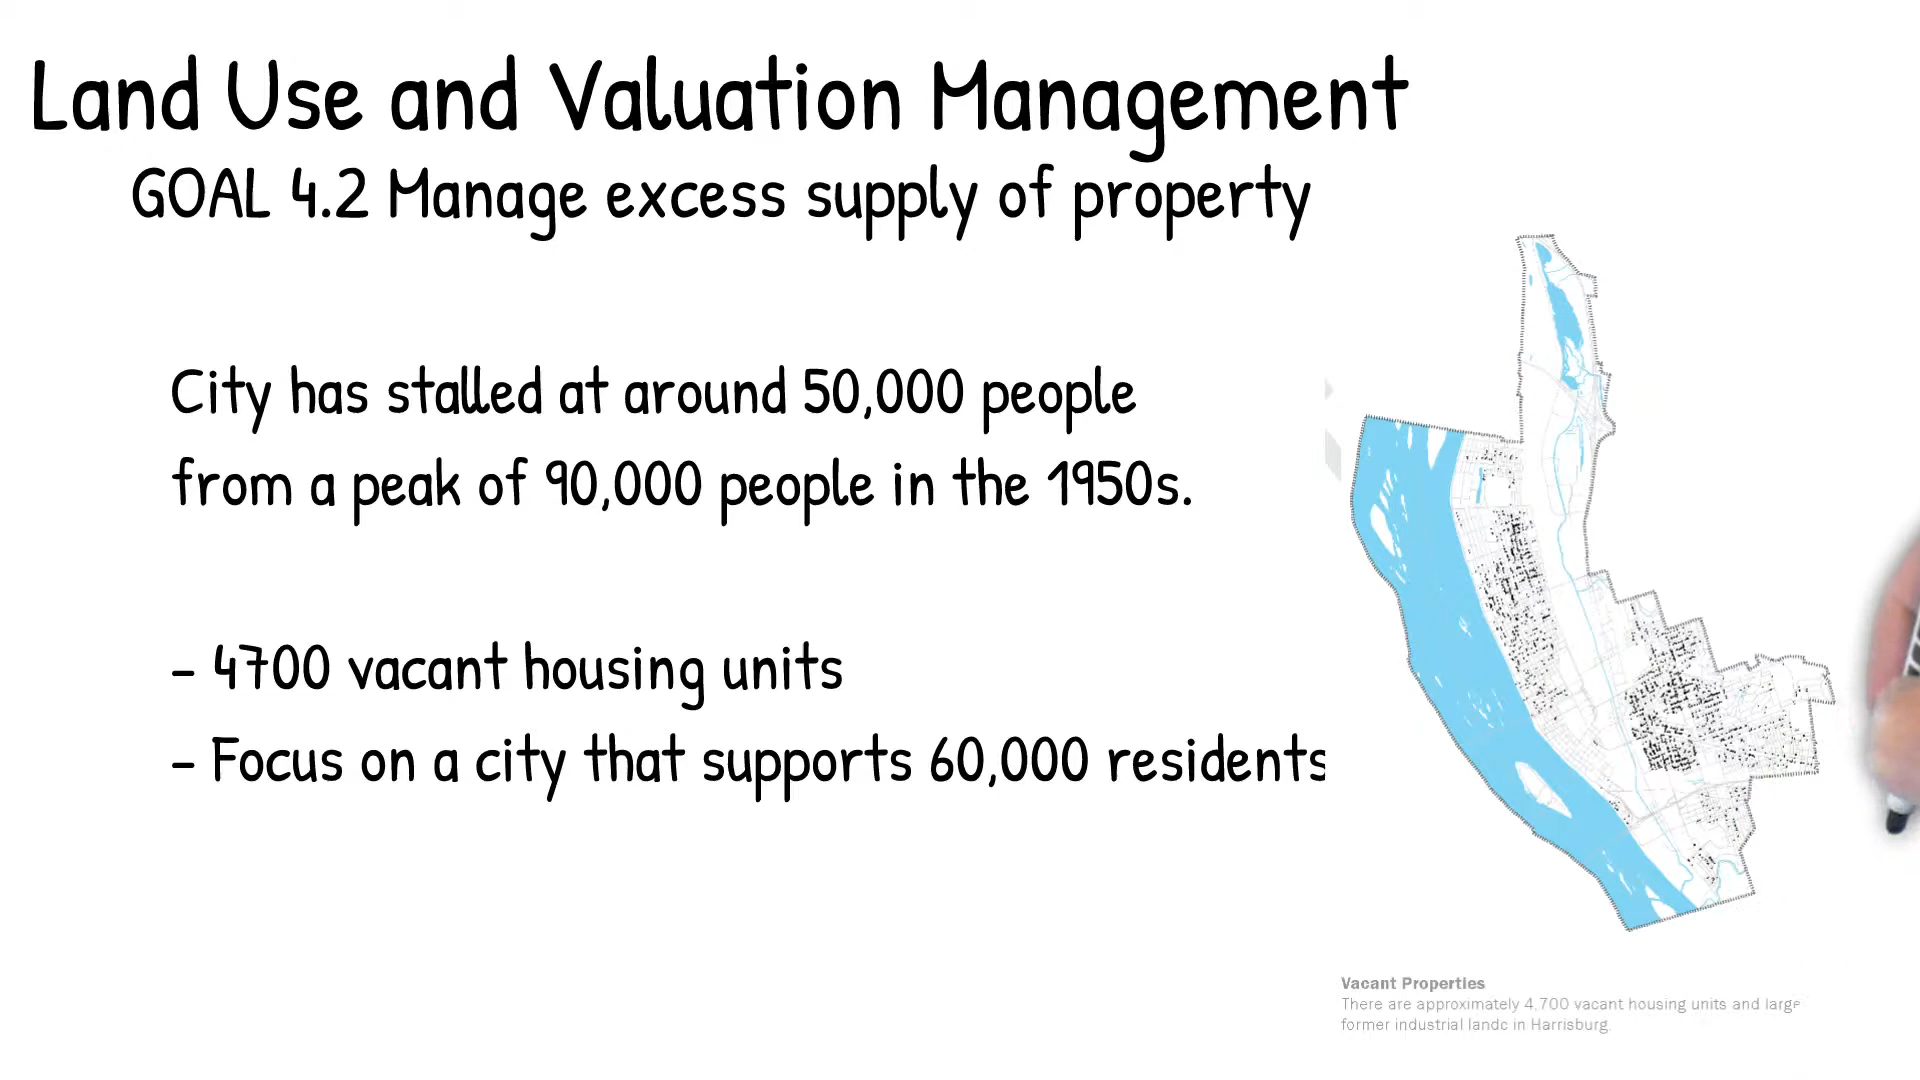 Land Use and Valuation Management
GOAL 4.2 Manage excess supply of property
City has stalled at around 50,000 people
from a peak of 90,000 people in the 1950s.
- 4700 vacant housing units
- Focus on a city that supports 60,000 residents
Vacant Properties
There are approximately 4,700 vacant housing units and large
former industrial landc in Harrisburg.